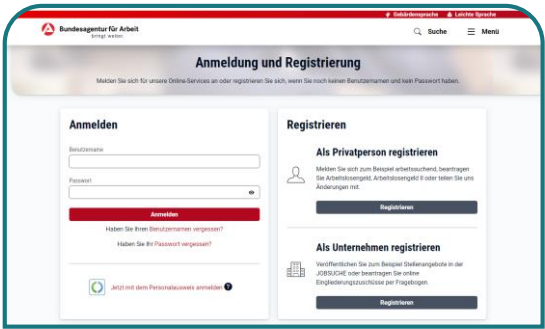 Gebärdensprache Leichte Sprache
Bundesagentur für Arbeit
bringt weiter.
Suche Menü
Anmeldung und Registrierung
Melden Sie sich für unsere Online-Services an oder registrieren Sie sich, wenn Sie noch keinen Benutzernamen und kein Passwort haben.
Anmelden
Benutzername
Passwort
Anmelden
Haben Sie Ihren Benutzernamen vergessen?
Haben Sie Ihr Passwort vergessen?
Jetzt mit dem Personalausweis anmelden ?
Registrieren
Als Privatperson registrieren
Melden Sie sich zum Beispiel arbeitssuchend, beantragen
Sie Arbeitslosengeld, Arbeitslosengeld II oder teilen Sie uns
Änderungen mit.
Registrieren
Als Unternehmen registrieren
Veröffentlichen Sie zum Beispiel Stellenangebote in der
JOBSUCHE oder beantragen Sie online
Eingliederungszuschüsse per Fragebogen.
Registrieren